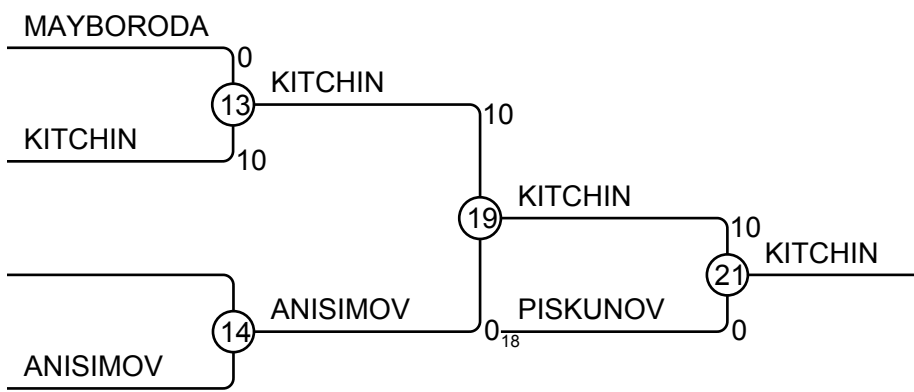 MAYBORODA
0
13
KITCHIN
KITCHIN
10
10
19
KITCHIN
10
21
KITCHIN
14
ANISIMOV
0
18
PISKUNOV
0
ANISIMOV